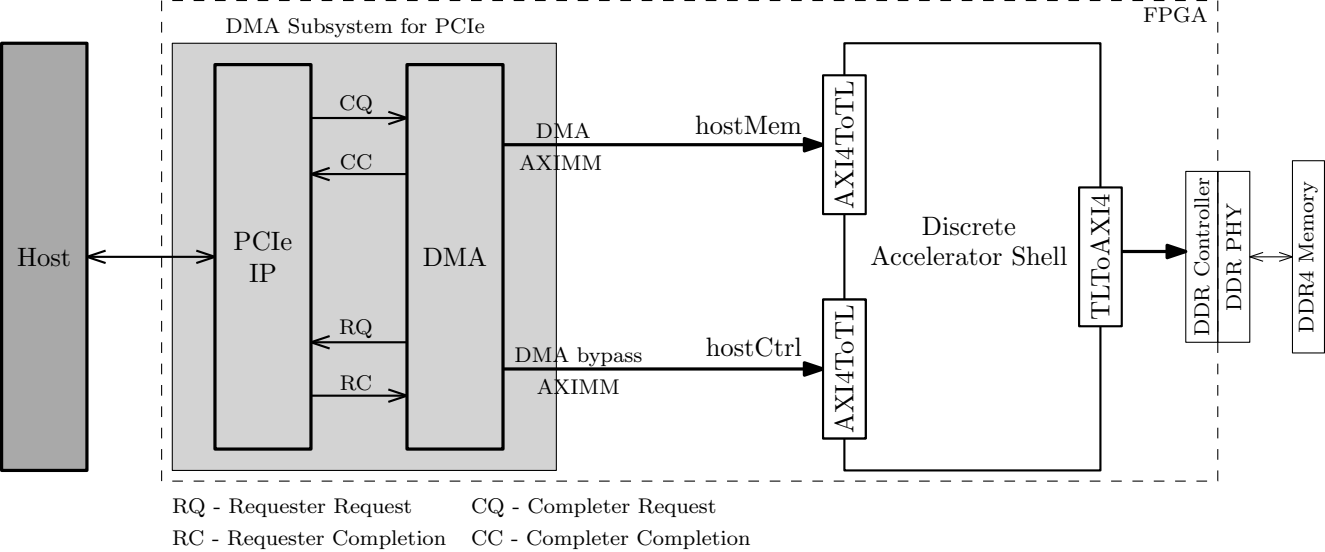 FPGA
DMA Subsystem for PCIe
Host
PCIe
IP
CQ
CC
RQ
RC
DMA
DMA
AXIMM
hostMem
DMA bypass
AXIMM
hostCtrl
AXI4ToTL
AXI4ToTL
Discrete
Accelerator Shell
TLToAXI4
DDR Controller
DDR PHY
DDR4 Memory
RQ - Requester Request
CQ - Completer Request
RC - Requester Completion
CC - Completer Completion